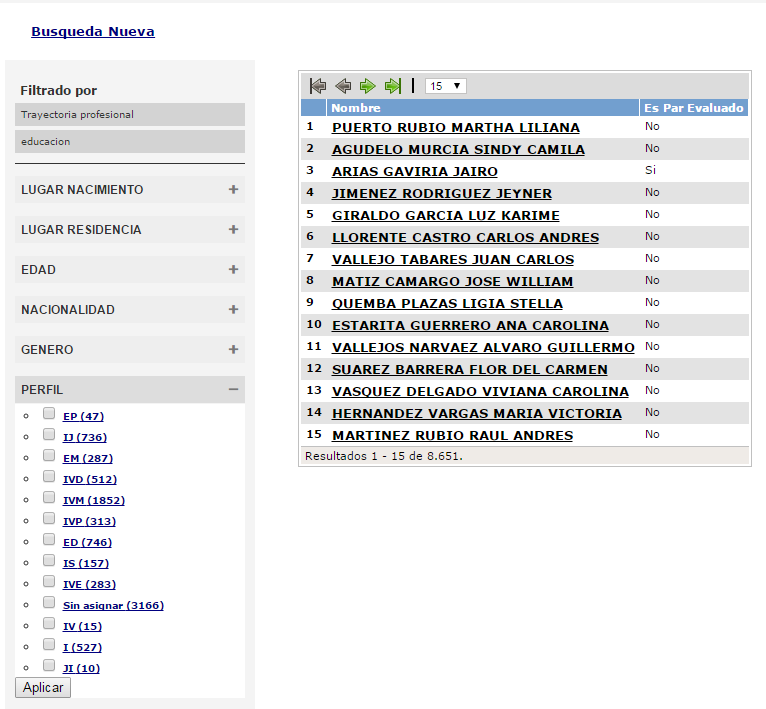 Busqueda Nueva
Filtrado por
Trayectoria profesional
educacion
LUGAR NACIMIENTO +
LUGAR RESIDENCIA +
EDAD +
NACIONALIDAD +
GENERO +
PERFIL −
EP (47)
IJ (736)
EM (287)
IVD (512)
IVM (1852)
IVP (313)
ED (746)
IS (157)
IVE (283)
Sin asignar (3166)
IV (15)
I (527)
JI (10)
Aplicar
15
Nombre Es Par Evaluado
1 PUERTO RUBIO MARTHA LILIANA No
2 AGUDELO MURCIA SINDY CAMILA No
3 ARIAS GAVIRIA JAIRO Si
4 JIMENEZ RODRIGUEZ JEYNER No
5 GIRALDO GARCIA LUZ KARIME No
6 LLORENTE CASTRO CARLOS ANDRES No
7 VALLEJO TABARES JUAN CARLOS No
8 MATIZ CAMARGO JOSE WILLIAM No
9 QUEMBA PLAZAS LIGIA STELLA No
10 ESTARITA GUERRERO ANA CAROLINA No
11 VALLEJOS NARVAEZ ALVARO GUILLERMO No
12 SUAREZ BARRERA FLOR DEL CARMEN No
13 VASQUEZ DELGADO VIVIANA CAROLINA No
14 HERNANDEZ VARGAS MARIA VICTORIA No
15 MARTINEZ RUBIO RAUL ANDRES No
Resultados 1 - 15 de 8.651.